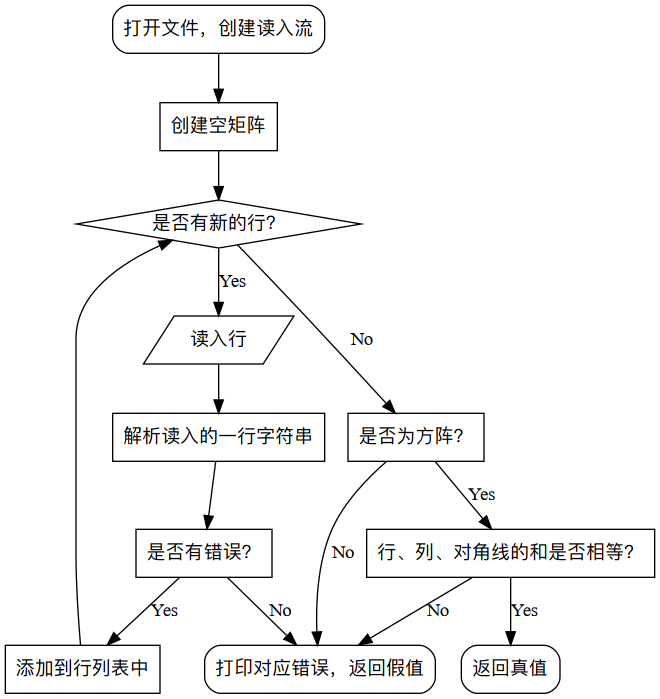 打开文件，创建读入流
创建空矩阵
是否有新的行？
Yes
读入行
No
解析读入的一行字符串
是否为方阵？
Yes
是否有错误？
No
行、列、对角线的和是否相等？
Yes
No
No
Yes
添加到行列表中
打印对应错误，返回假值
返回真值